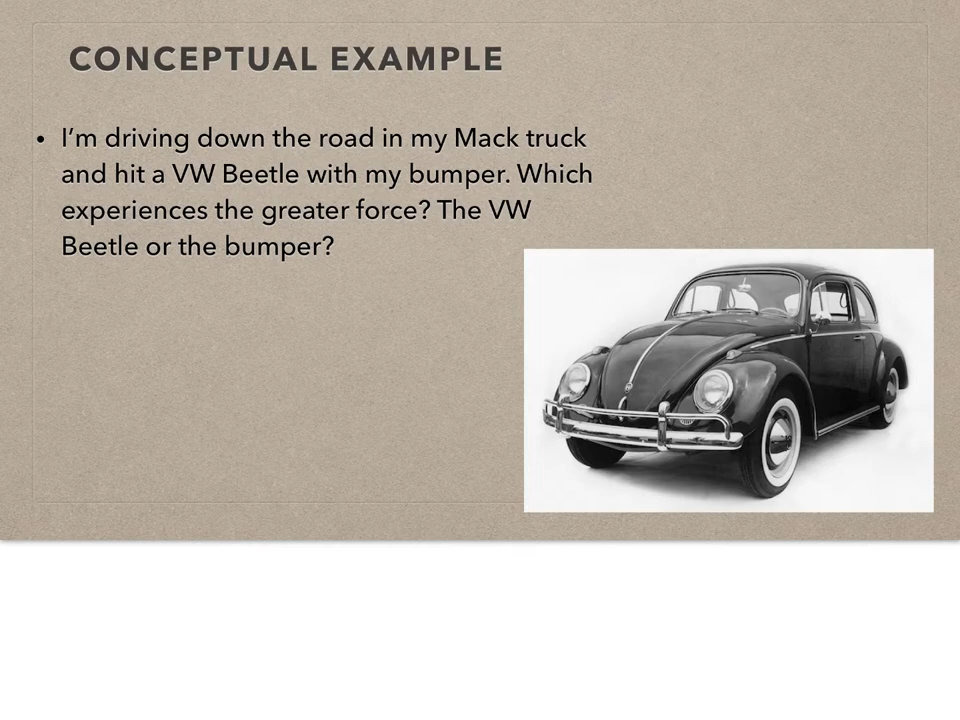 CONCEPTUAL EXAMPLE
• I’m driving down the road in my Mack truck
and hit a VW Beetle with my bumper. Which
experiences the greater force? The VW
Beetle or the bumper?